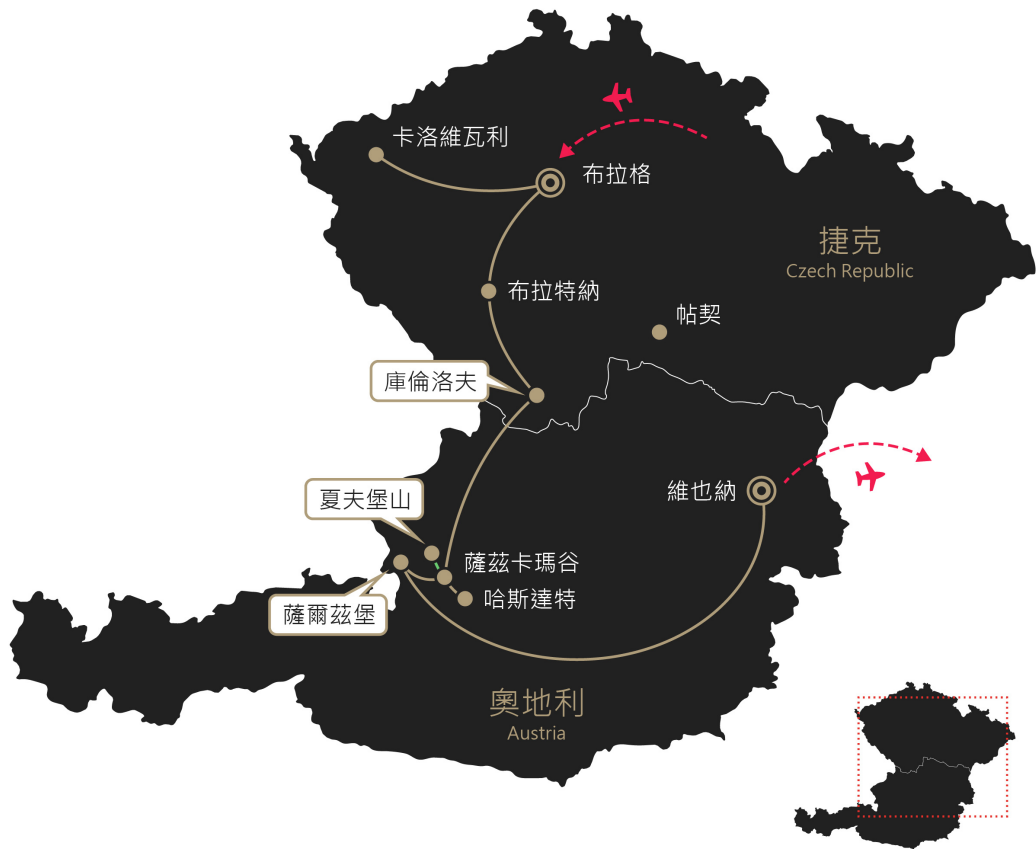 卡洛維瓦利
布拉格
捷克
Czech Republic
布拉特納
帖契
庫倫洛夫
維也納
夏夫堡山
薩茲卡瑪谷
哈斯達特
薩爾茲堡
奧地利
Austria